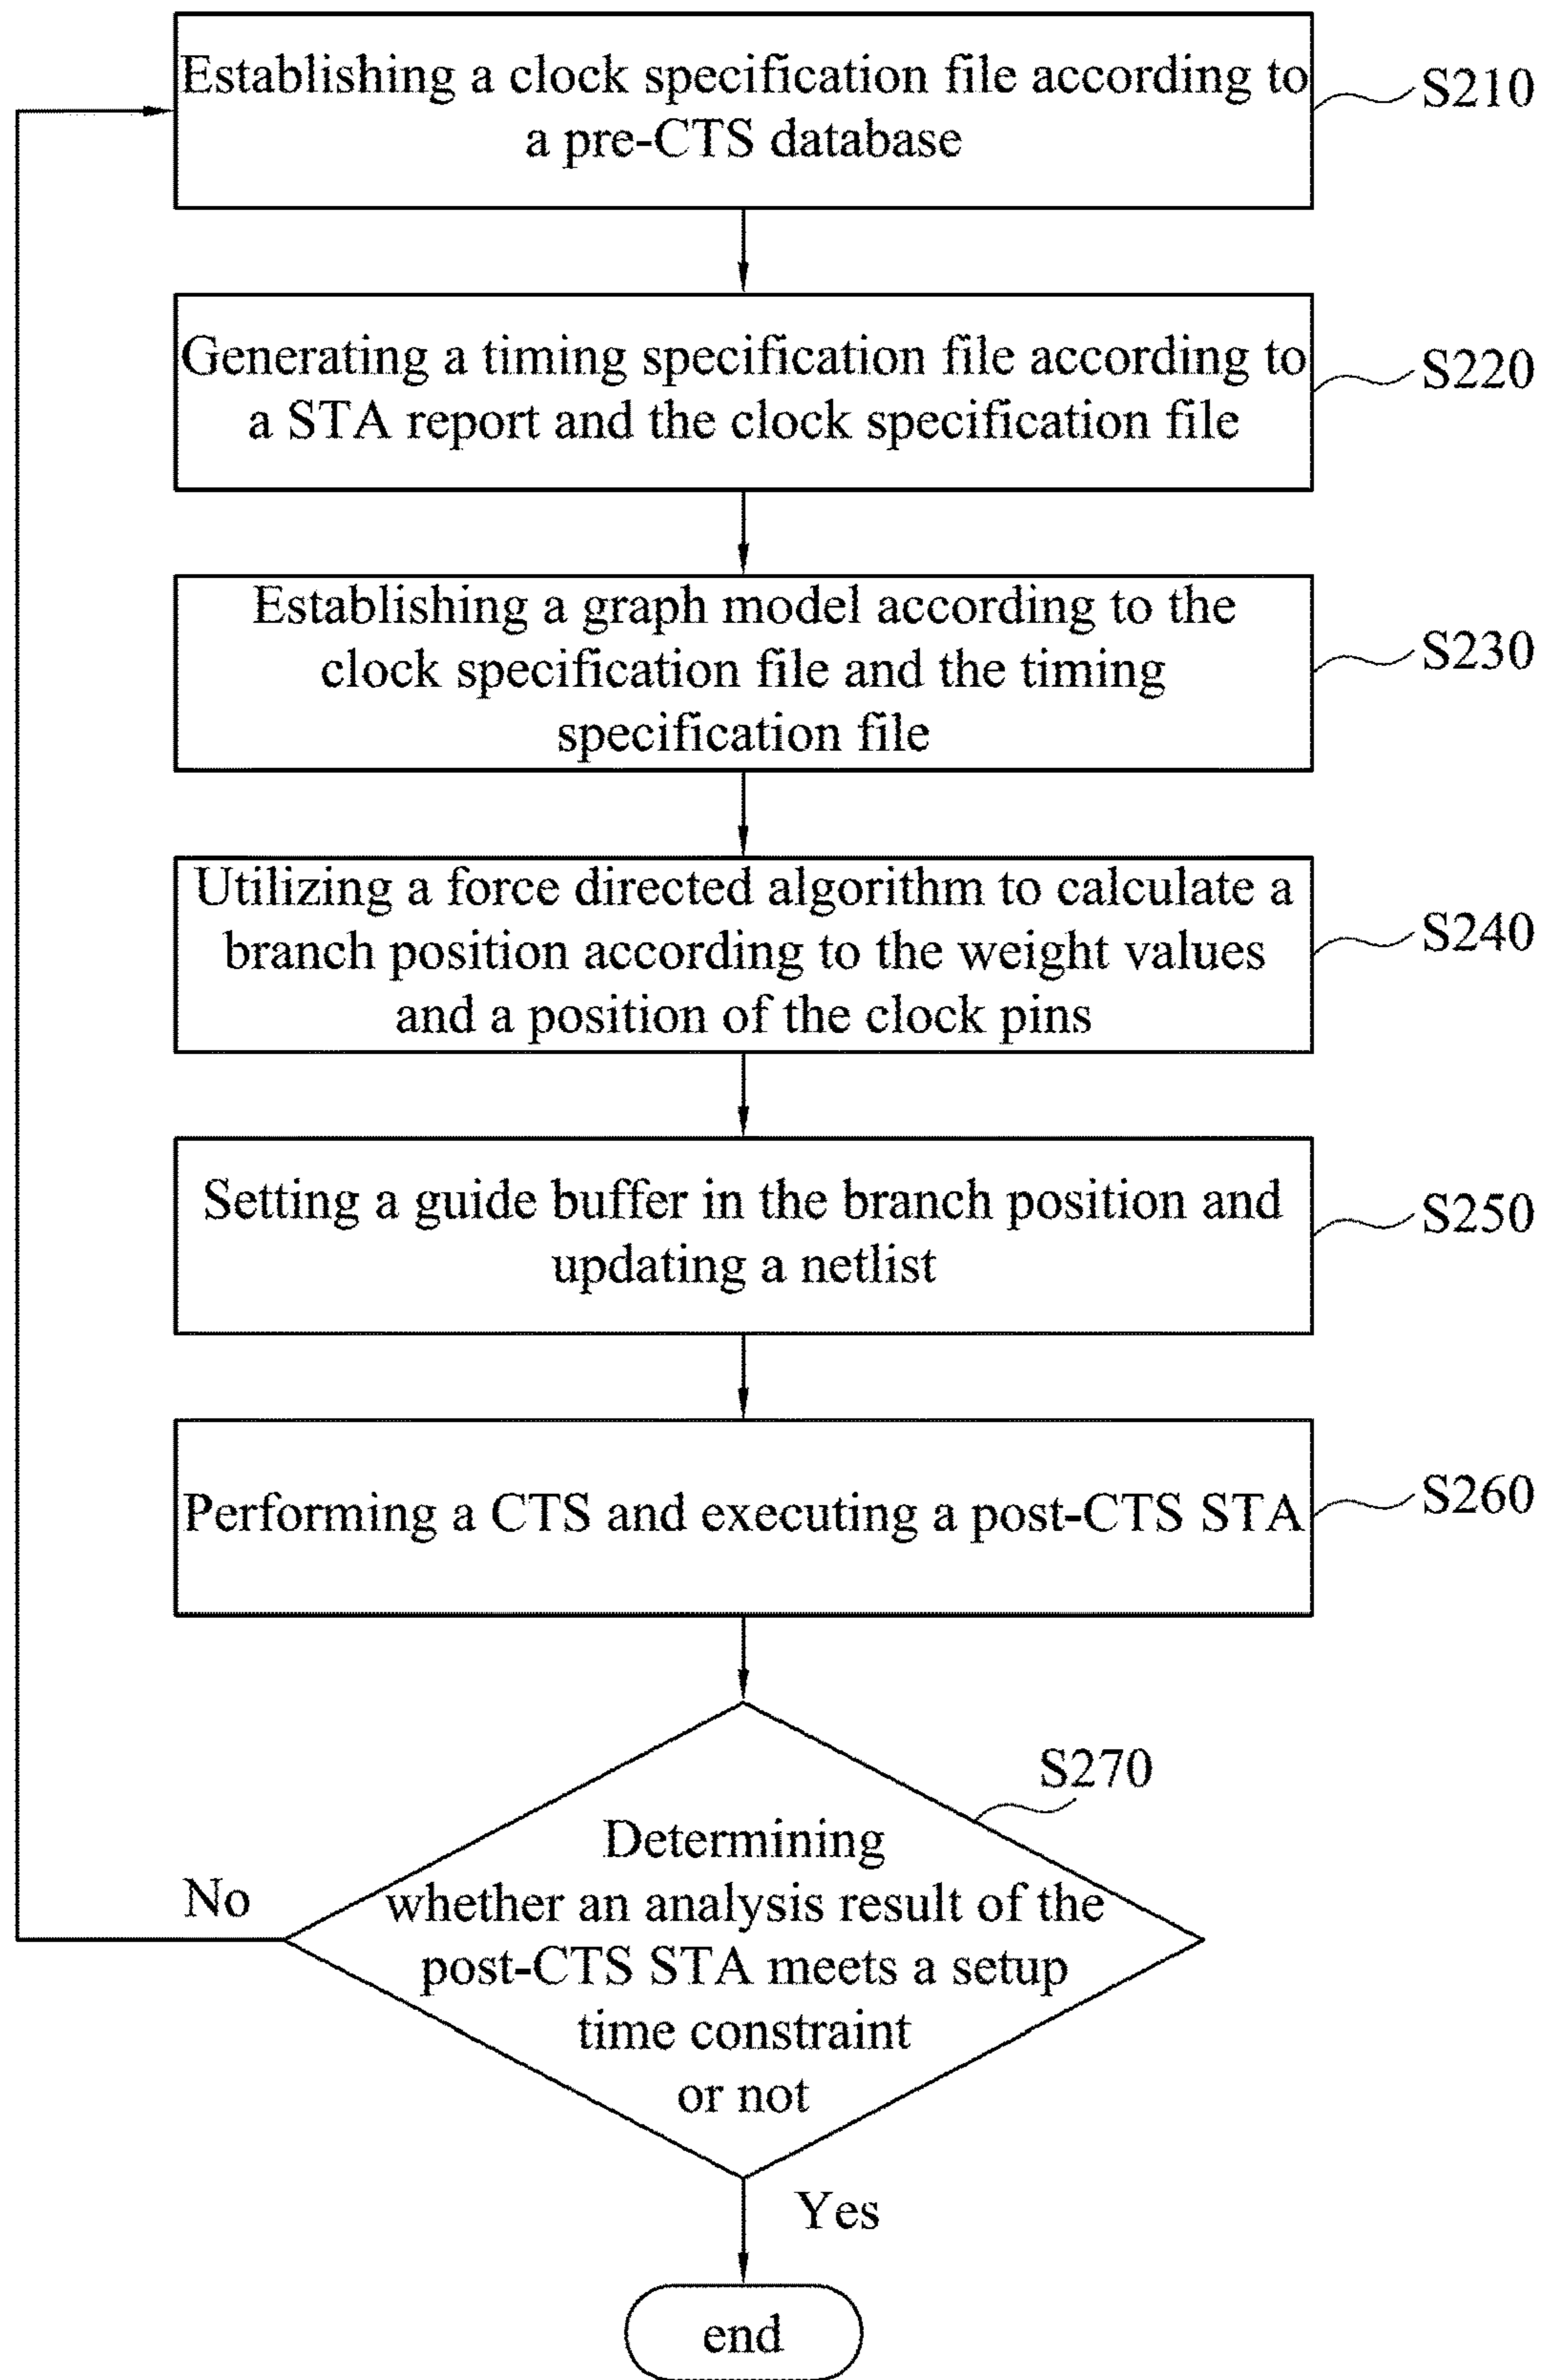 Establishing a clock specification file according to
a pre-CTS database
S210
Generating a timing specification file according to
a STA report and the clock specification file
S220
Establishing a graph model according to the
clock specification file and the timing
specification file
S230
Utilizing a force directed algorithm to calculate a
branch position according to the weight values
and a position of the clock pins
S240
Setting a guide buffer in the branch position and
updating a netlist
S250
Performing a CTS and executing a post-CTS STA
S260
S270
Determining
whether an analysis result of the
post-CTS STA meets a setup
time constraint
or not
No
Yes
end